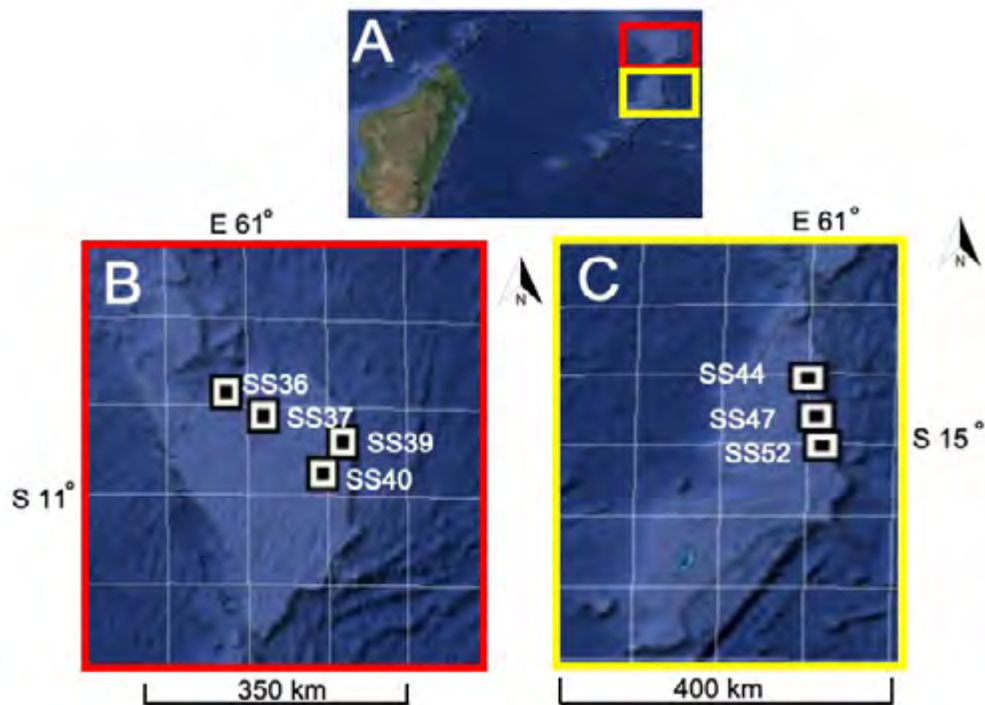 A
E 61°
E 61°
B
N
C
N
SS36
SS37
SS39
SS40
SS44
SS47
SS52
S 15°
S 11°
350 km
400 km